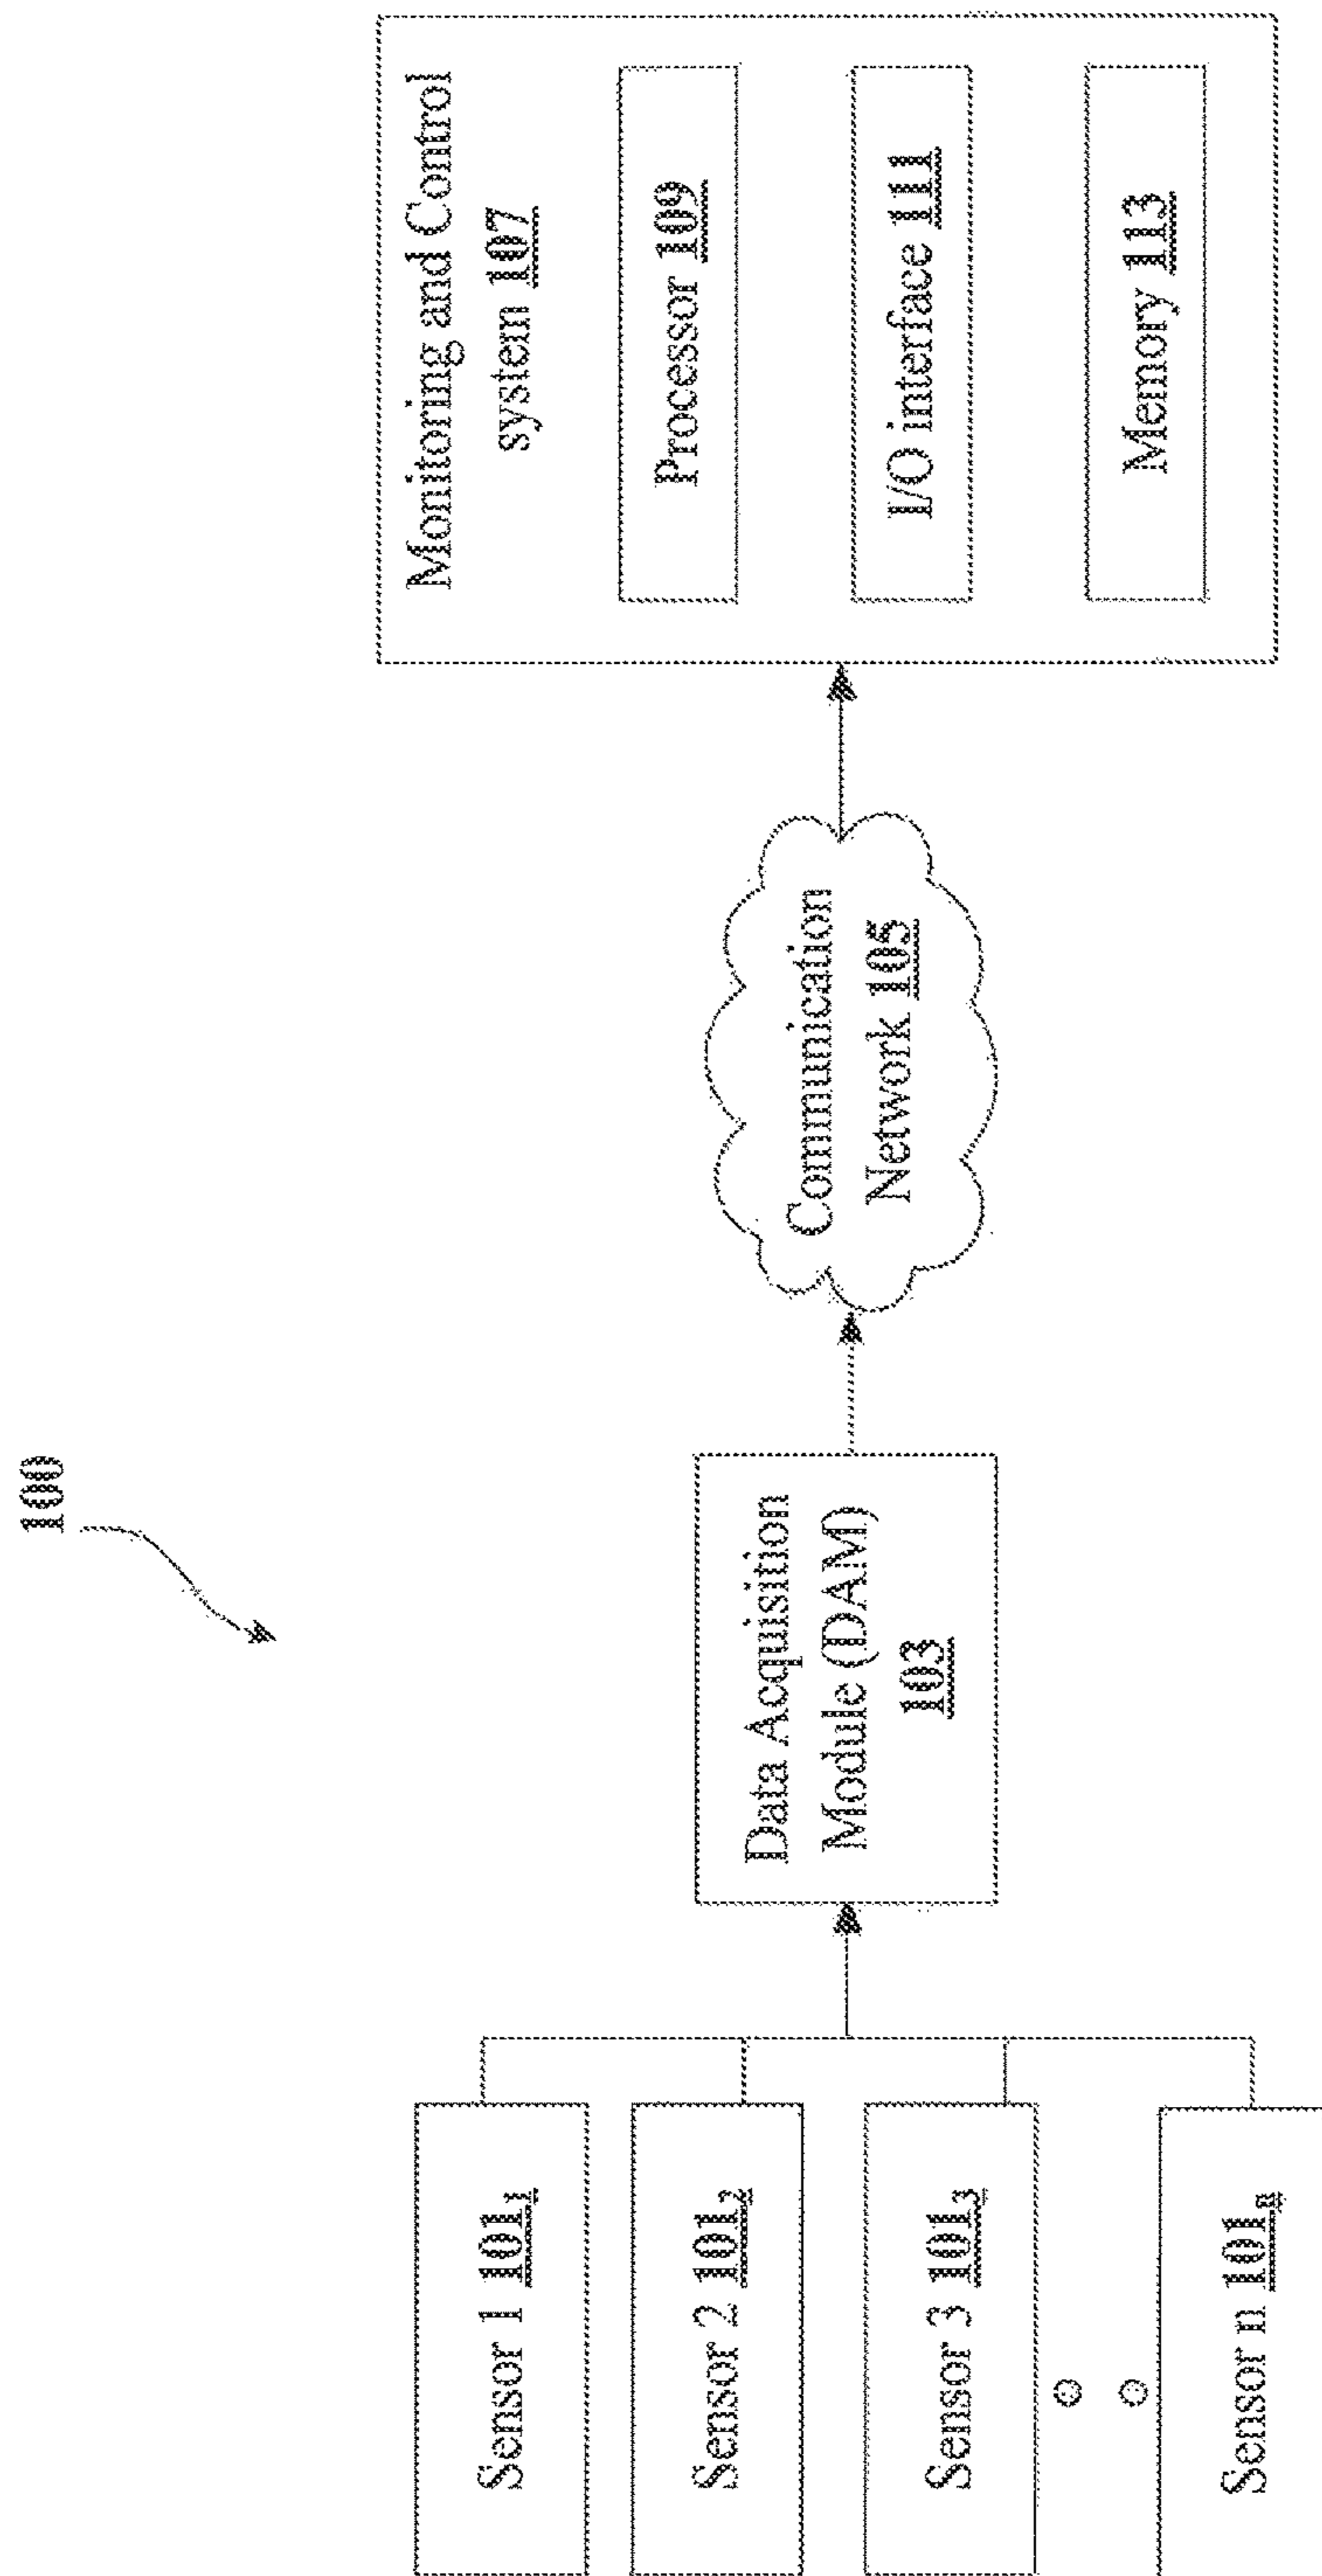 100
Sensor 1 101₁
Sensor 2 101₂
Sensor 3 101₃
Sensor n 101ₙ
Data Acquisition
Module (DAM)
103
Communication
Network 105
Monitoring and Control
system 107
Processor 109
I/O interface 111
Memory 113